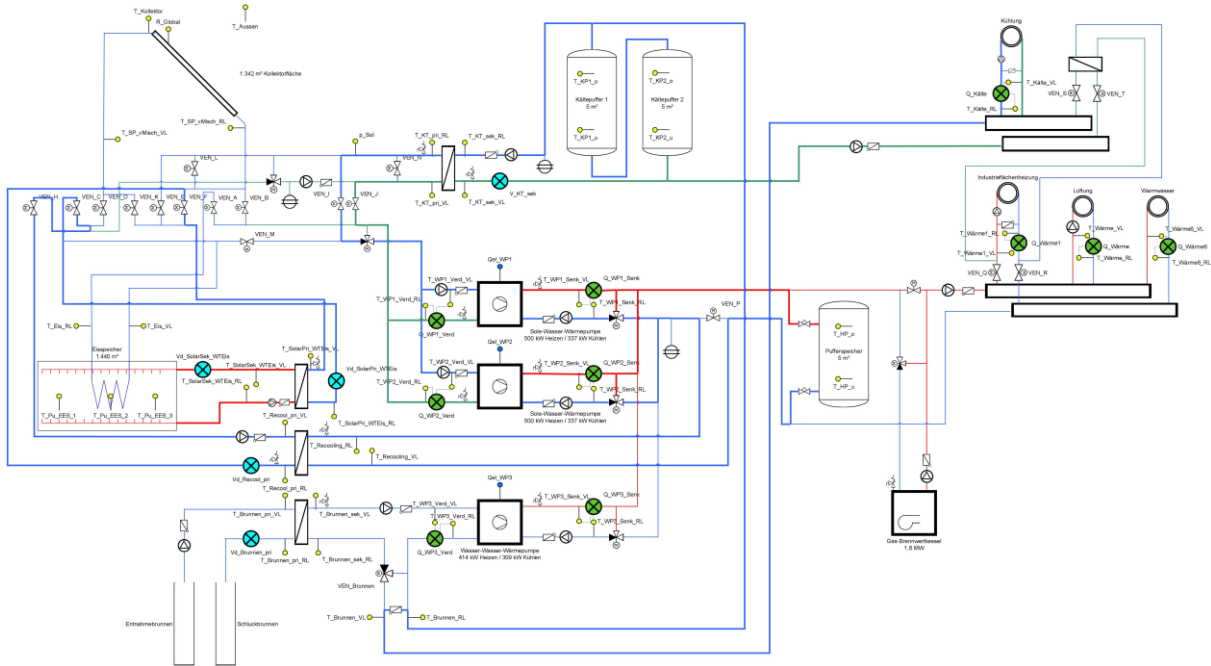 T_Kollektor
R_Global
T_Aussen
1.342 m² Kollektorfläche
T_SP_vMisch_VL
T_SP_vMisch_RL
p_Sol
T_KT_pri_RL
T_KT_sek_RL
T_KT_pri_VL
T_KT_sek_VL
V_KT_sek
T_KP1_o
Kältepuffer 1
5 m³
T_KP1_u
T_KP2_o
Kältepuffer 2
5 m³
T_KP2_u
Kühlung
T_Kälte_VL
Q_Kälte
T_Kälte_RL
VEN_S
VEN_T
VEN_L
VEN_N
VEN_H
VEN_C
VEN_D
VEN_K
VEN_E
VEN_F
VEN_A
VEN_B
VEN_I
VEN_J
VEN_M
Industrieflächenheizung
Lüftung
Warmwasser
T_Wärme1_RL
Q_Wärme1
T_Wärme1_VL
VEN_Q
VEN_R
T_Wärme_VL
Q_Wärme
T_Wärme_RL
T_Wärme6_VL
Q_Wärme6
T_Wärme6_RL
Qel_WP1
T_WP1_Verd_VL
T_WP1_Verd_RL
Q_WP1_Verd
T_WP1_Senk_VL
Q_WP1_Senk
T_WP1_Senk_RL
Sole-Wasser-Wärmepumpe
500 kW Heizen / 337 kW Kühlen
VEN_P
Qel_WP2
T_WP2_Verd_VL
T_WP2_Verd_RL
Q_WP2_Verd
T_WP2_Senk_VL
Q_WP2_Senk
T_WP2_Senk_RL
Sole-Wasser-Wärmepumpe
500 kW Heizen / 337 kW Kühlen
T_HP_o
Pufferspeicher
5 m³
T_HP_u
T_Eis_RL
T_Eis_VL
Eisspeicher
1.440 m³
Vd_SolarSek_WTEis
T_SolarSek_WTEis_VL
T_SolarSek_WTEis_RL
T_SolarPri_WTEis_VL
Vd_SolarPri_WTEis
T_SolarPri_WTEis_RL
T_Pu_EES_1
T_Pu_EES_2
T_Pu_EES_3
T_Recool_pri_VL
T_Recooling_RL
T_Recooling_VL
Vd_Recool_pri
T_Recool_pri_RL
Qel_WP3
T_WP3_Verd_VL
T_WP3_Verd_RL
Q_WP3_Verd
T_WP3_Senk_VL
Q_WP3_Senk
T_WP3_Senk_RL
Wasser-Wasser-Wärmepumpe
414 kW Heizen / 309 kW Kühlen
T_Brunnen_pri_VL
T_Brunnen_sek_VL
Vd_Brunnen_pri
T_Brunnen_pri_RL
T_Brunnen_sek_RL
VEN_Brunnen
T_Brunnen_VL
T_Brunnen_RL
Entnahmebrunnen
Schluckbrunnen
Gas-Brennwertkessel
1,6 MW